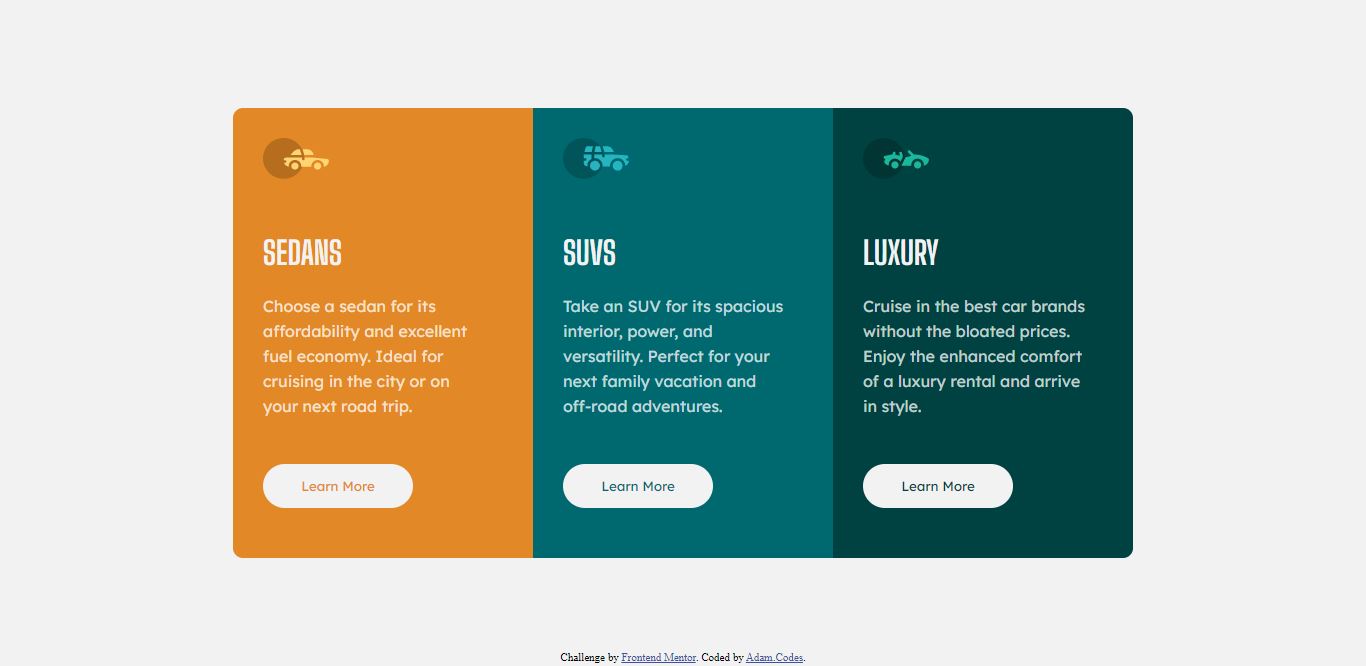 SEDANS
Choose a sedan for its
affordability and excellent
fuel economy. Ideal for
cruising in the city or on
your next road trip.
Learn More
SUVS
Take an SUV for its spacious
interior, power, and
versatility. Perfect for your
next family vacation and
off-road adventures.
Learn More
LUXURY
Cruise in the best car brands
without the bloated prices.
Enjoy the enhanced comfort
of a luxury rental and arrive
in style.
Learn More
Challenge by Frontend Mentor. Coded by Adam.Codes.